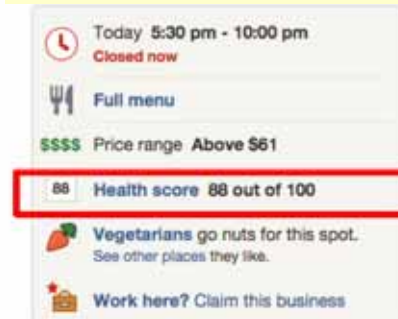 Today 5:30 pm - 10:00 pm
Closed now
Full menu
$$$$ Price range Above $61
88 Health score 88 out of 100
Vegetarians go nuts for this spot.
See other places they like.
Work here? Claim this business